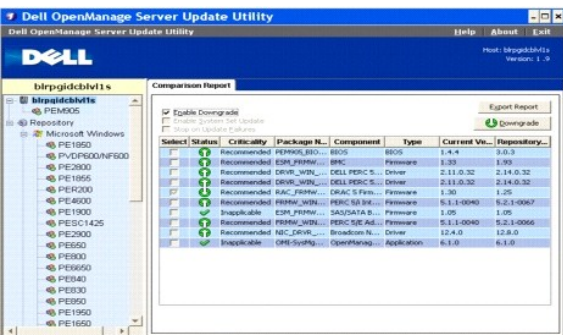 Dell OpenManage Server Update Utility
Dell OpenManage Server Update Utility
Help About Exit
DELL
Host: blrpgidcblvl1s
Version: 1 .9
blrpgidcblvl1s
blrpgidcblvl1s
PEM905
Repository
Microsoft Windows
PE1850
PVDP600/NF600
PE2800
PE1855
PER200
PE4600
PE1900
PESC1425
PE2900
PE650
PE800
PE6650
PE840
PE830
PE850
PE1950
PE1650
Comparison Report
Enable Downgrade
Enable System Set Update
Stop on Update Failures
Export Report
Downgrade
Select Status Criticality Package N... Component Type Current Ve... Repository...
Recommended PEM905_BIO... BIOS BIOS 1.4.4 3.0.3
Recommended ESM_FRMW... BMC Firmware 1.33 1.93
Recommended DRVR_WIN_... DELL PERC 5... Driver 2.11.0.32 2.14.0.32
Recommended DRVR_WIN_... DELL PERC 5... Driver 2.11.0.32 2.14.0.32
Recommended RAC_FRMW... DRAC 5 Firm... Firmware 1.30 1.25
Recommended FRMW_WIN... PERC 5/i Int... Firmware 5.1.1-0040 5.2.1-0067
Inapplicable ESM_FRMW... SAS/SATA B... Firmware 1.05 1.05
Recommended FRMW_WIN... PERC 5/E Ad... Firmware 5.1.1-0040 5.2.1-0066
Recommended NIC_DRVR_... Broadcom N... Driver 12.4.0 12.8.0
Inapplicable OMI-SysMg... OpenManag... Application 6.1.0 6.1.0